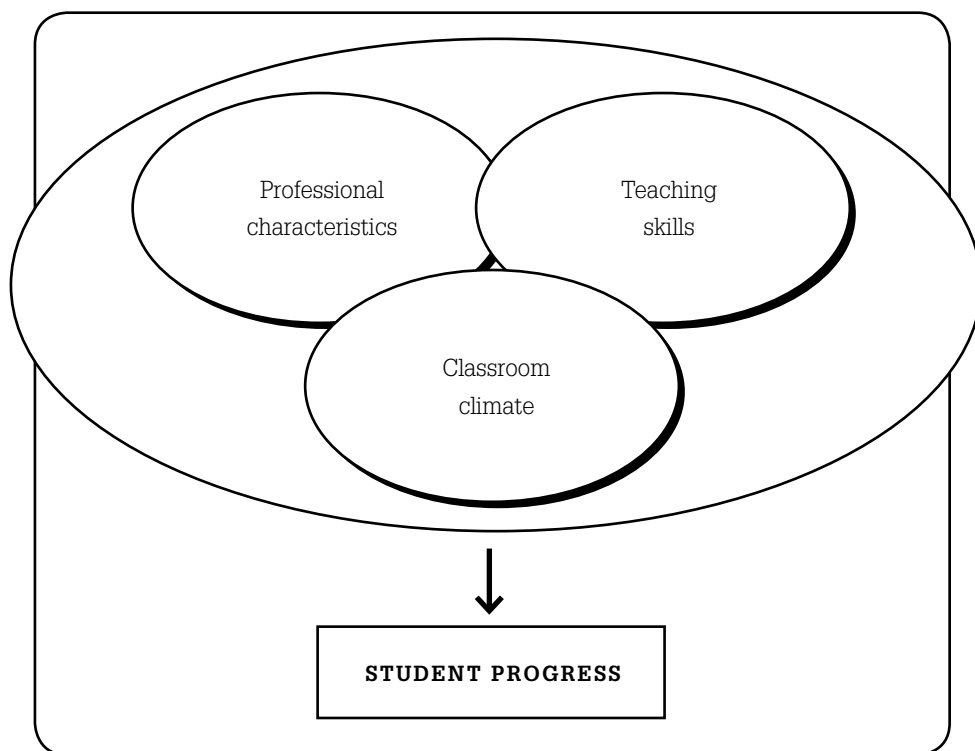 Professional
characteristics
Teaching
skills
Classroom
climate
STUDENT PROGRESS